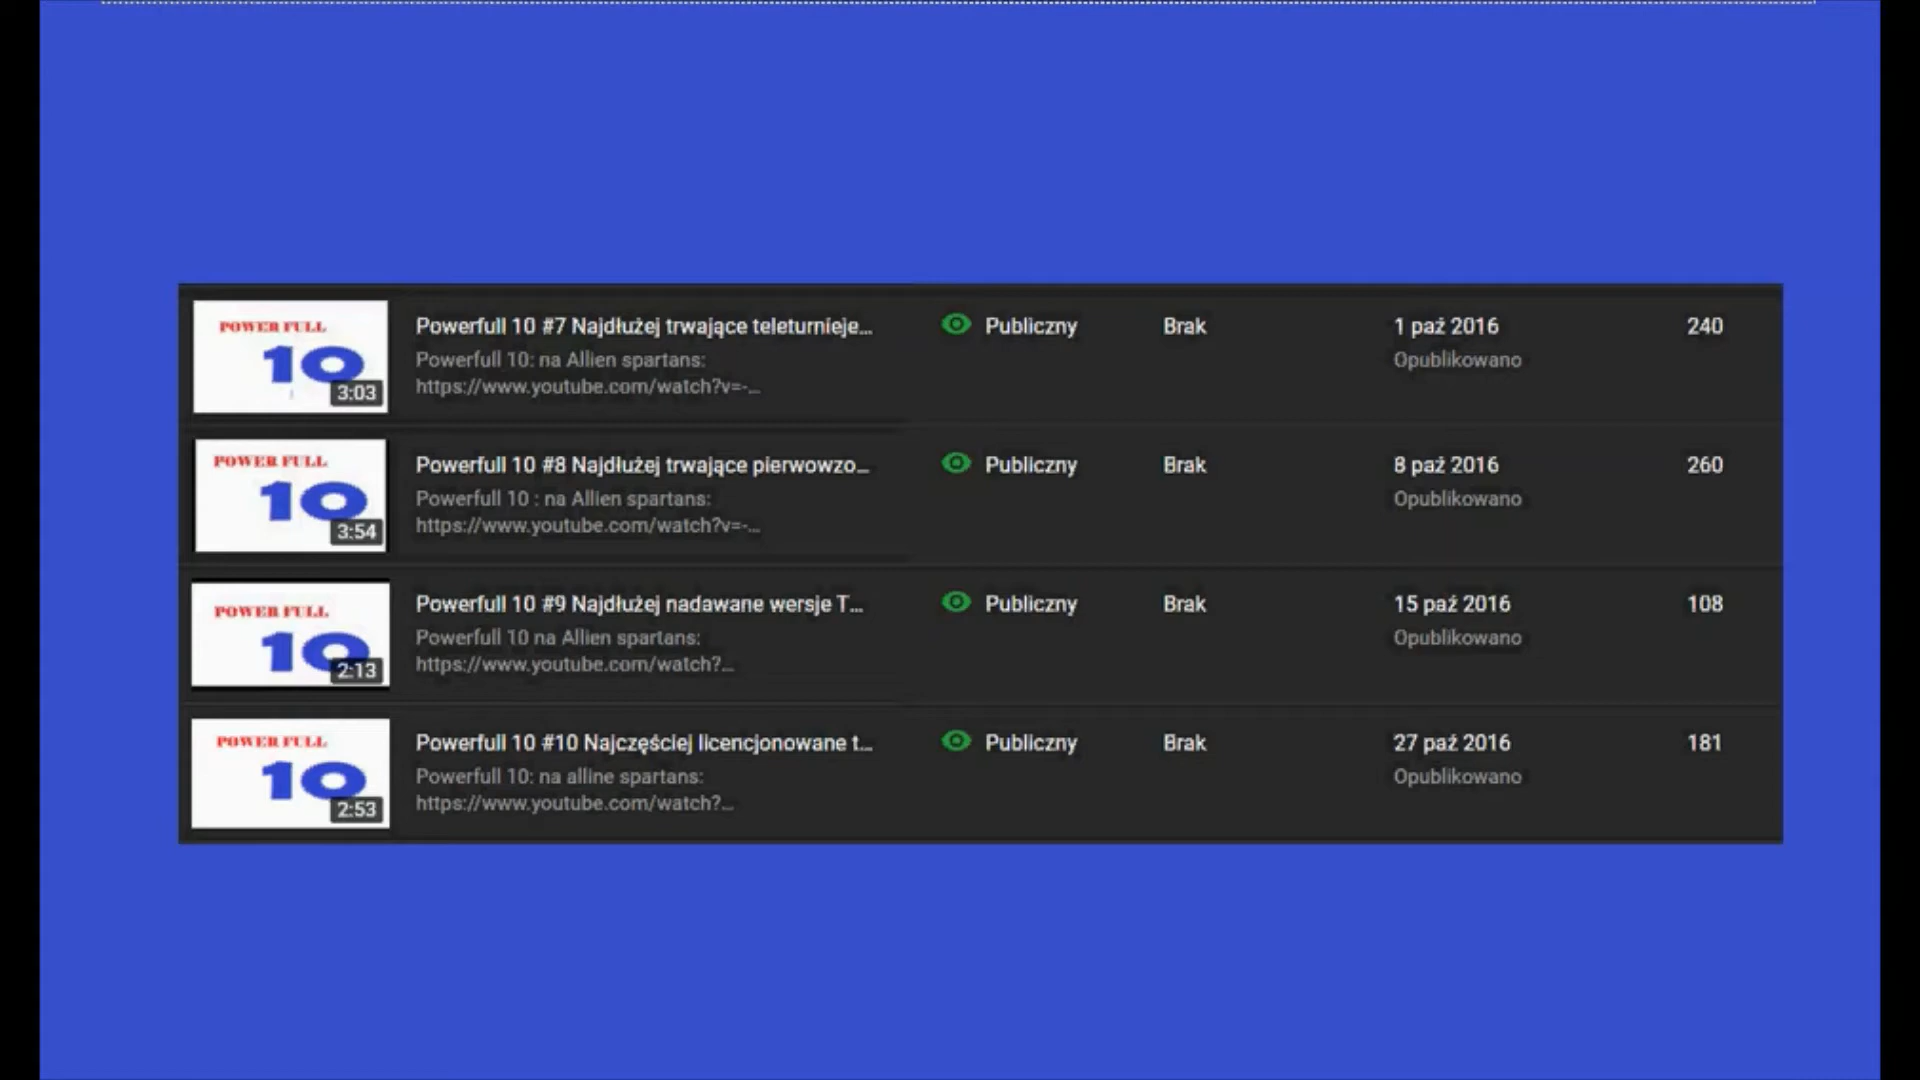 POWER FULL
10
3:03
Powerfull 10 #7 Najdłużej trwające teleturnieje...
Powerfull 10: na Allien spartans:
https://www.youtube.com/watch?v=-...
Publiczny
Brak
1 paź 2016
Opublikowano
240
POWER FULL
10
3:54
Powerfull 10 #8 Najdłużej trwające pierwowzo...
Powerfull 10 : na Allien spartans:
https://www.youtube.com/watch?v=-...
Publiczny
Brak
8 paź 2016
Opublikowano
260
POWER FULL
10
2:13
Powerfull 10 #9 Najdłużej nadawane wersje T...
Powerfull 10 na Allien spartans:
https://www.youtube.com/watch?...
Publiczny
Brak
15 paź 2016
Opublikowano
108
POWER FULL
10
2:53
Powerfull 10 #10 Najczęściej licencjonowane t...
Powerfull 10: na alline spartans:
https://www.youtube.com/watch?...
Publiczny
Brak
27 paź 2016
Opublikowano
181